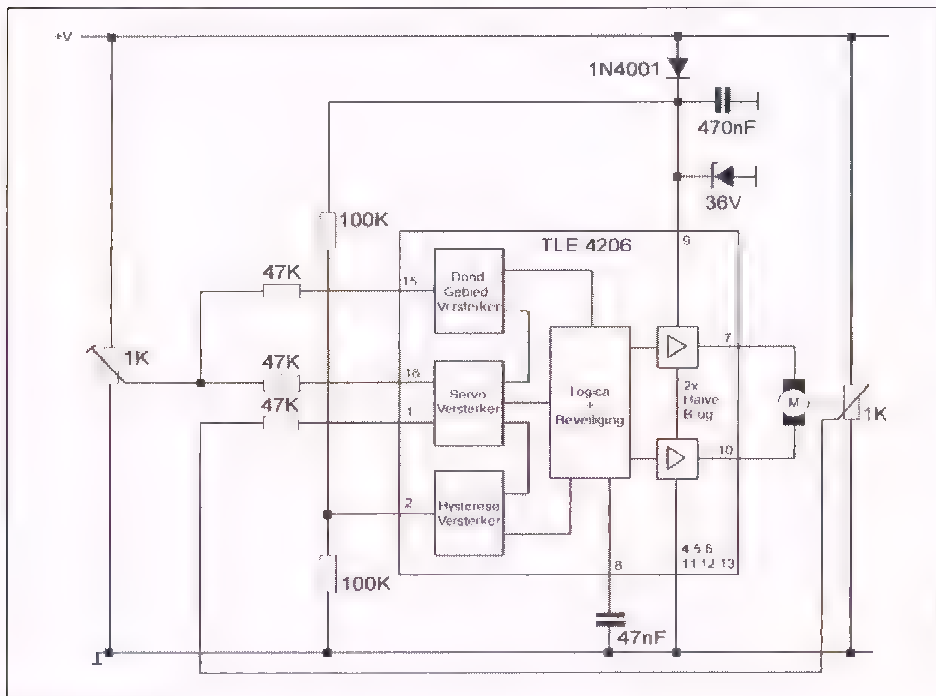 +V
1N4001
470nF
36V
100K
TLE 4206
9
47K
15
Gebied
Versterker
7
1K
47K
16
Servo
Versterker
Logica
+
Beveiliging
2x
Halve
Brug
M
1K
47K
1
10
2
Hysterese
Versterker
4 5 6
11 12 13
100K
8
47nF